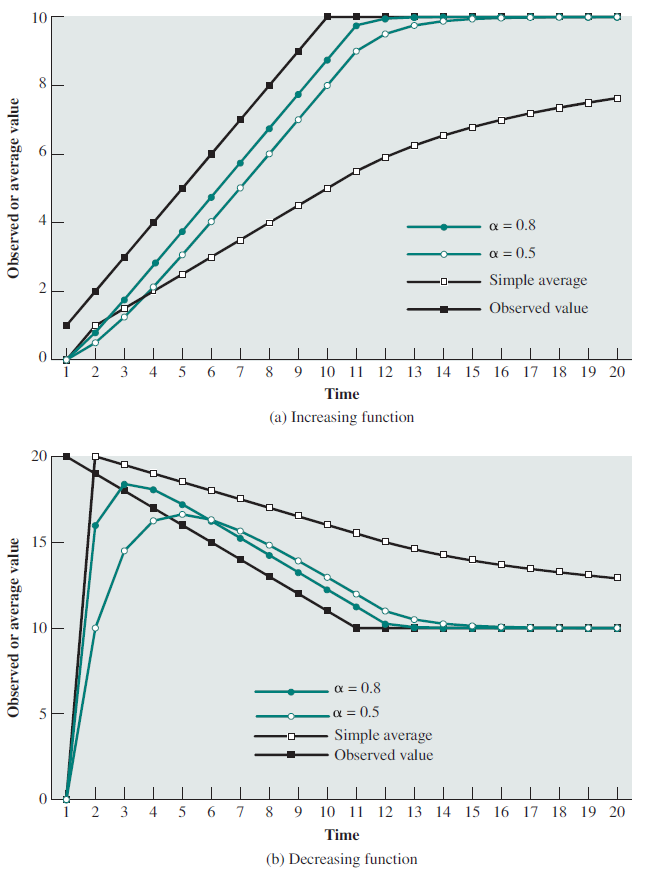 Observed or average value
10
8
6
4
2
0
α = 0.8
α = 0.5
Simple average
Observed value
1 2 3 4 5 6 7 8 9 10 11 12 13 14 15 16 17 18 19 20
Time
(a) Increasing function
Observed or average value
20
15
10
5
0
α = 0.8
α = 0.5
Simple average
Observed value
1 2 3 4 5 6 7 8 9 10 11 12 13 14 15 16 17 18 19 20
Time
(b) Decreasing function